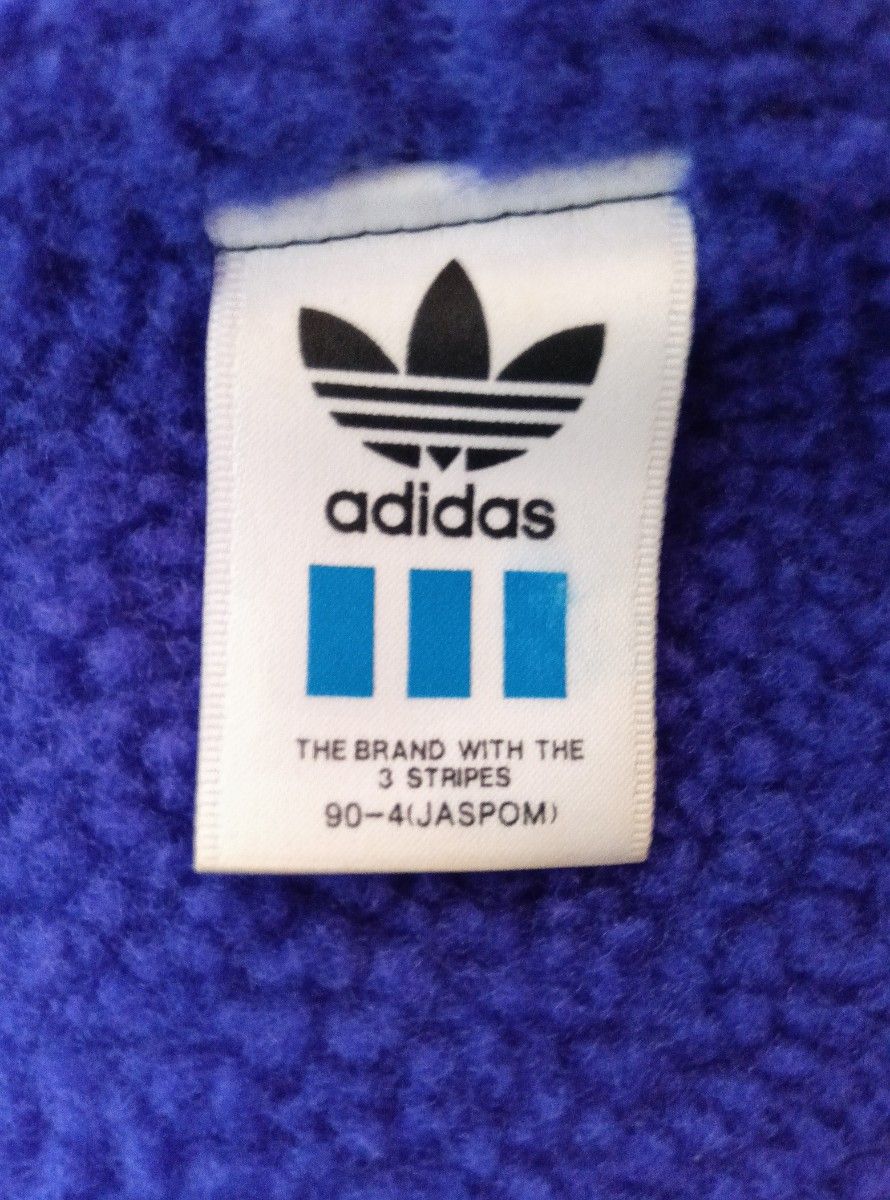 adidas
THE BRAND WITH THE
3 STRIPES
90-4(JASPOM)